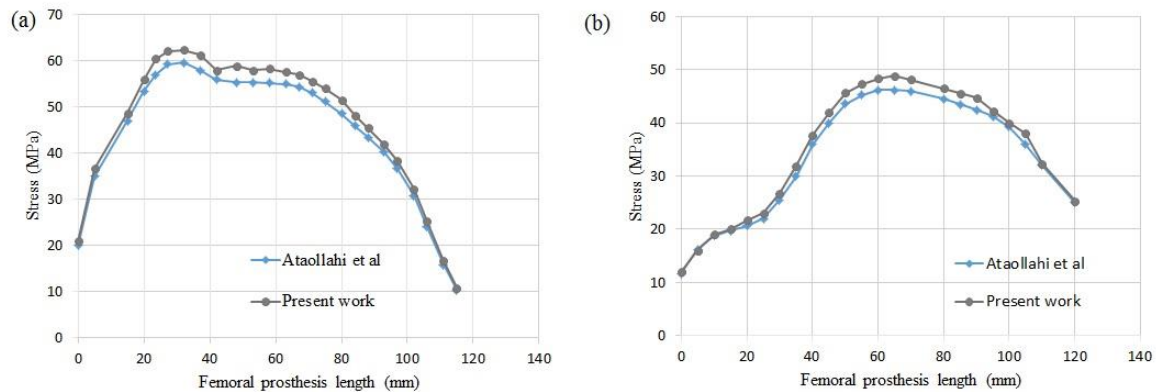 (a)
70
60
50
40
30
20
10
0
Stress (MPa)
Ataollahi et al
Present work
0 20 40 60 80 100 120 140
Femoral prosthesis length (mm)
(b)
60
50
40
30
20
10
0
Stress (MPa)
Ataollahi et al
Present work
0 20 40 60 80 100 120 140
Femoral prosthesis length (mm)